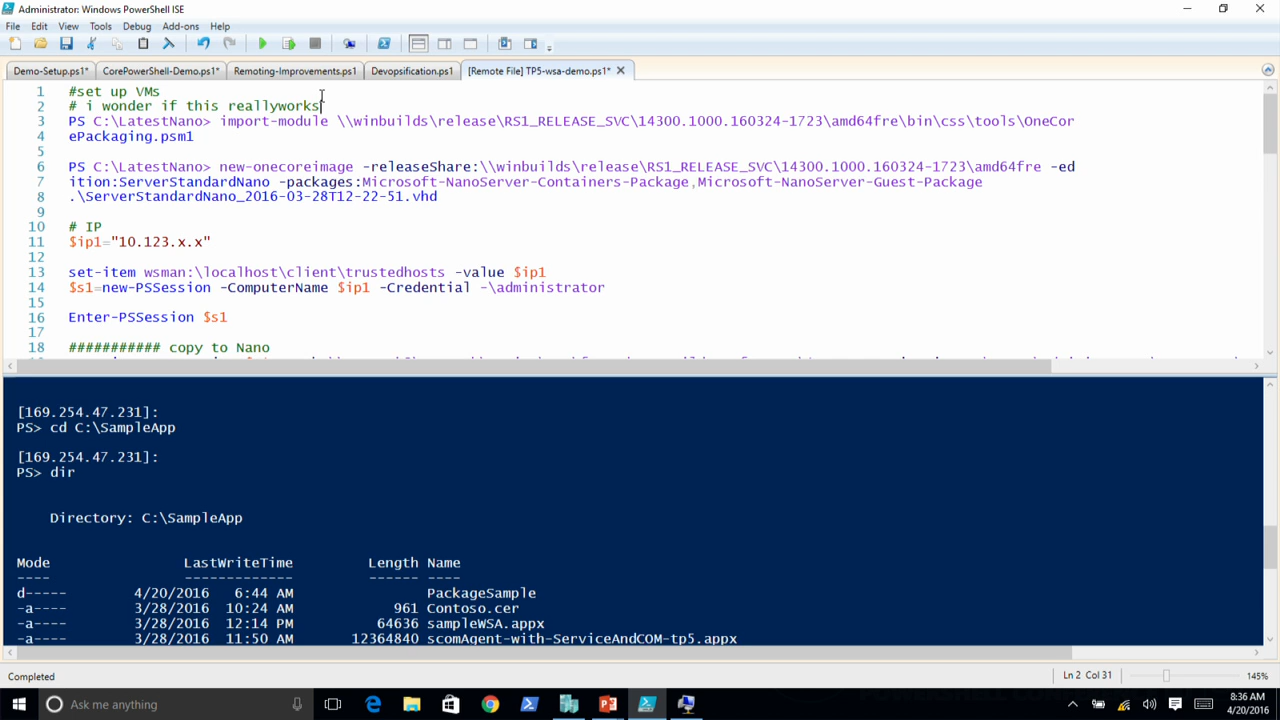 Administrator: Windows PowerShell ISE
File Edit View Tools Debug Add-ons Help
Demo-Setup.ps1* CorePowerShell-Demo.ps1* Remoting-Improvements.ps1 Devopsification.ps1 [Remote File] TP5-wsa-demo.ps1*
1 #set up VMs
2 # i wonder if this reallyworks
3 PS C:\LatestNano> import-module \\winbuilds\release\RS1_RELEASE_SVC\14300.1000.160324-1723\amd64fre\bin\css\tools\OneCor
4 ePackaging.psm1
5
6 PS C:\LatestNano> new-onecoreimage -releaseShare:\\winbuilds\release\RS1_RELEASE_SVC\14300.1000.160324-1723\amd64fre -ed
7 ition:ServerStandardNano -packages:Microsoft-NanoServer-Containers-Package,Microsoft-NanoServer-Guest-Package
8 .\ServerStandardNano_2016-03-28T12-22-51.vhd
9
10 # IP
11 $ip1="10.123.x.x"
12
13 set-item wsman:\localhost\client\trustedhosts -value $ip1
14 $s1=new-PSSession -ComputerName $ip1 -Credential ~\administrator
15
16 Enter-PSSession $s1
17
18 ########### copy to Nano
[169.254.47.231]:
PS> cd C:\SampleApp
[169.254.47.231]:
PS> dir
Directory: C:\SampleApp
Mode LastWriteTime Length Name
---- ------------- ------ ----
d----- 4/20/2016 6:44 AM PackageSample
-a---- 3/28/2016 10:24 AM 961 Contoso.cer
-a---- 3/28/2016 12:14 PM 64636 sampleWSA.appx
-a---- 3/28/2016 11:50 AM 12364840 scomAgent-with-ServiceAndCOM-tp5.appx
Completed Ln 2 Col 31 145%
Ask me anything
8:36 AM
4/20/2016